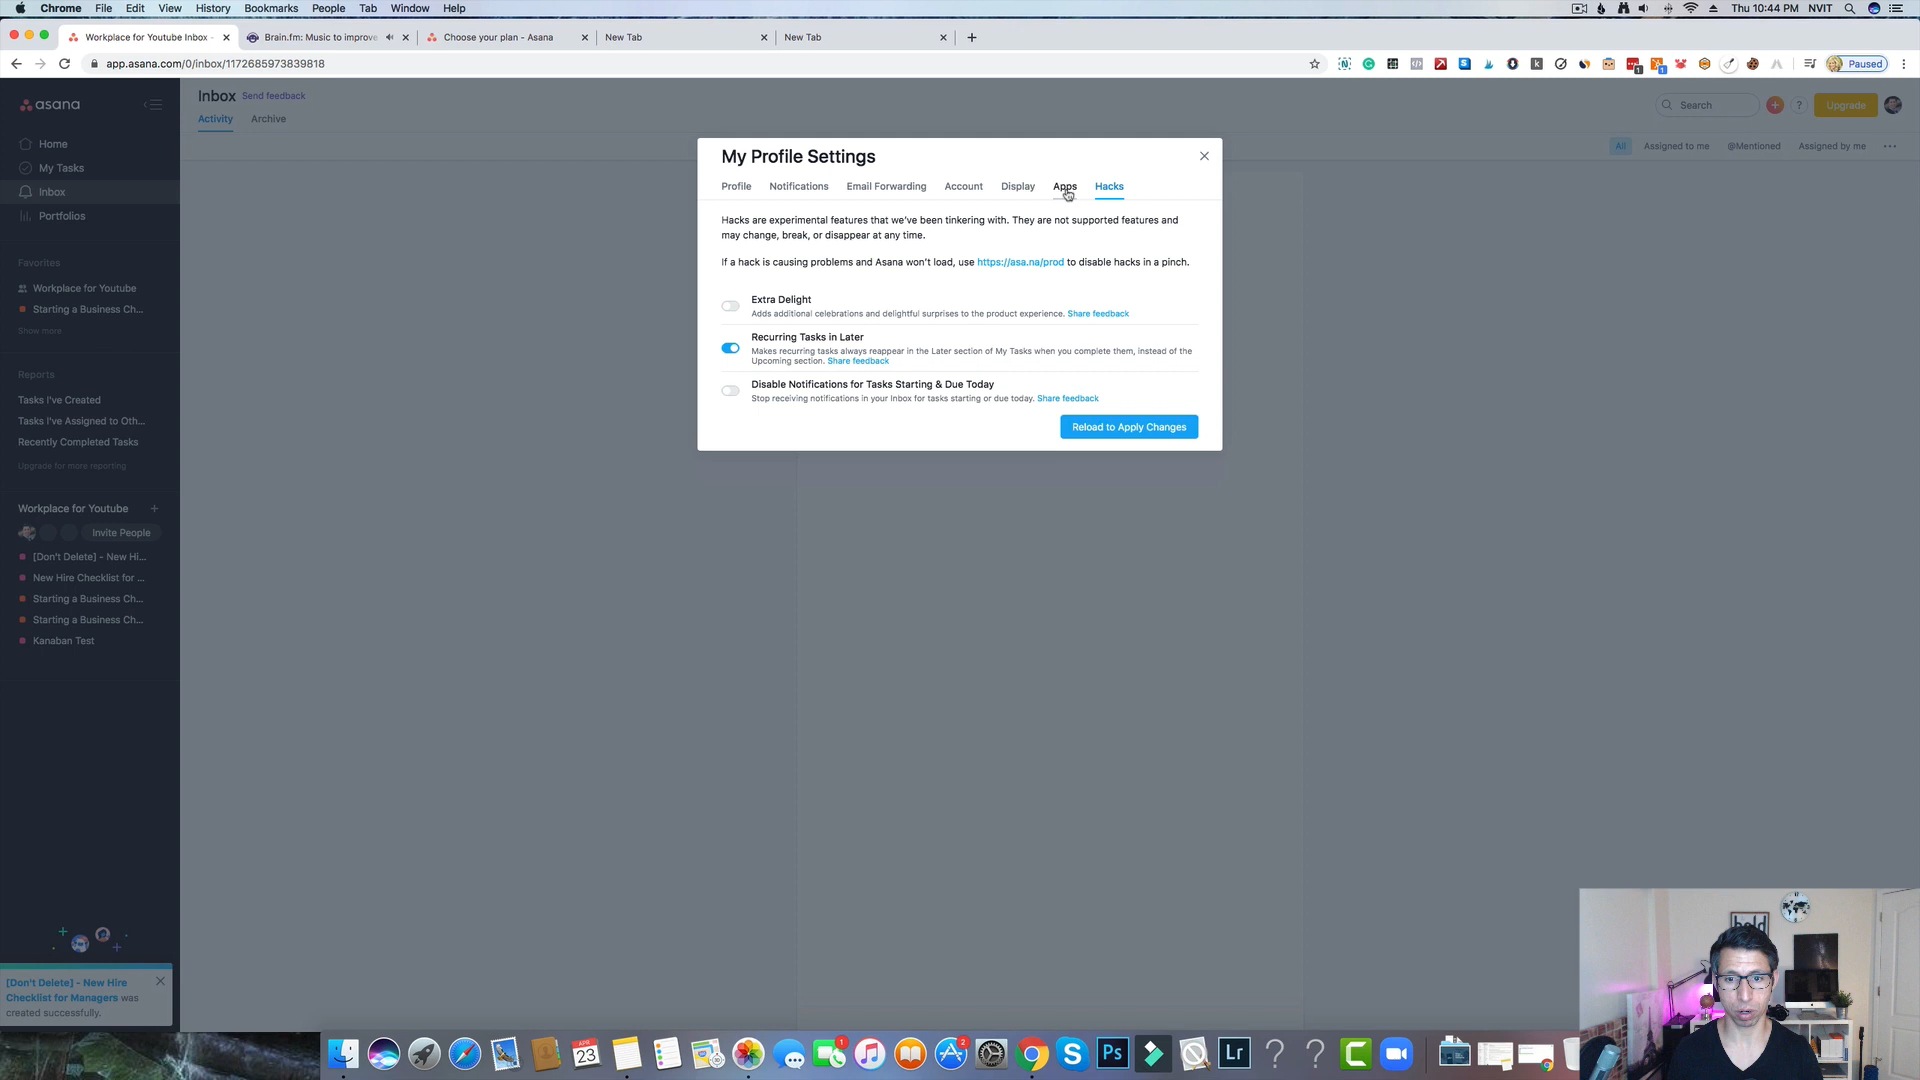 Chrome File Edit View History Bookmarks People Tab Window Help
Thu 10:44 PM NVIT
Workplace for Youtube Inbox -
Brain.fm: Music to improve
Choose your plan - Asana
New Tab
New Tab
app.asana.com/0/inbox/1172685973839818
Paused
asana
Home
My Tasks
Inbox
Portfolios
Favorites
Workplace for Youtube
Starting a Business Ch...
Show more
Reports
Tasks I've Created
Tasks I've Assigned to Oth...
Recently Completed Tasks
Upgrade for more reporting
Workplace for Youtube +
Invite People
[Don't Delete] - New Hi...
New Hire Checklist for ...
Starting a Business Ch...
Starting a Business Ch...
Kanaban Test
[Don't Delete] - New Hire
Checklist for Managers was
created successfully.
Inbox Send feedback
Activity Archive
Search
+
?
Upgrade
All Assigned to me @Mentioned Assigned by me ...
My Profile Settings
Profile Notifications Email Forwarding Account Display Apps Hacks
Hacks are experimental features that we've been tinkering with. They are not supported features and
may change, break, or disappear at any time.
If a hack is causing problems and Asana won't load, use https://asa.na/prod to disable hacks in a pinch.
Extra Delight
Adds additional celebrations and delightful surprises to the product experience. Share feedback
Recurring Tasks in Later
Makes recurring tasks always reappear in the Later section of My Tasks when you complete them, instead of the
Upcoming section. Share feedback
Disable Notifications for Tasks Starting & Due Today
Stop receiving notifications in your Inbox for tasks starting or due today. Share feedback
Reload to Apply Changes
APR
23
1
2
Ps
Lr